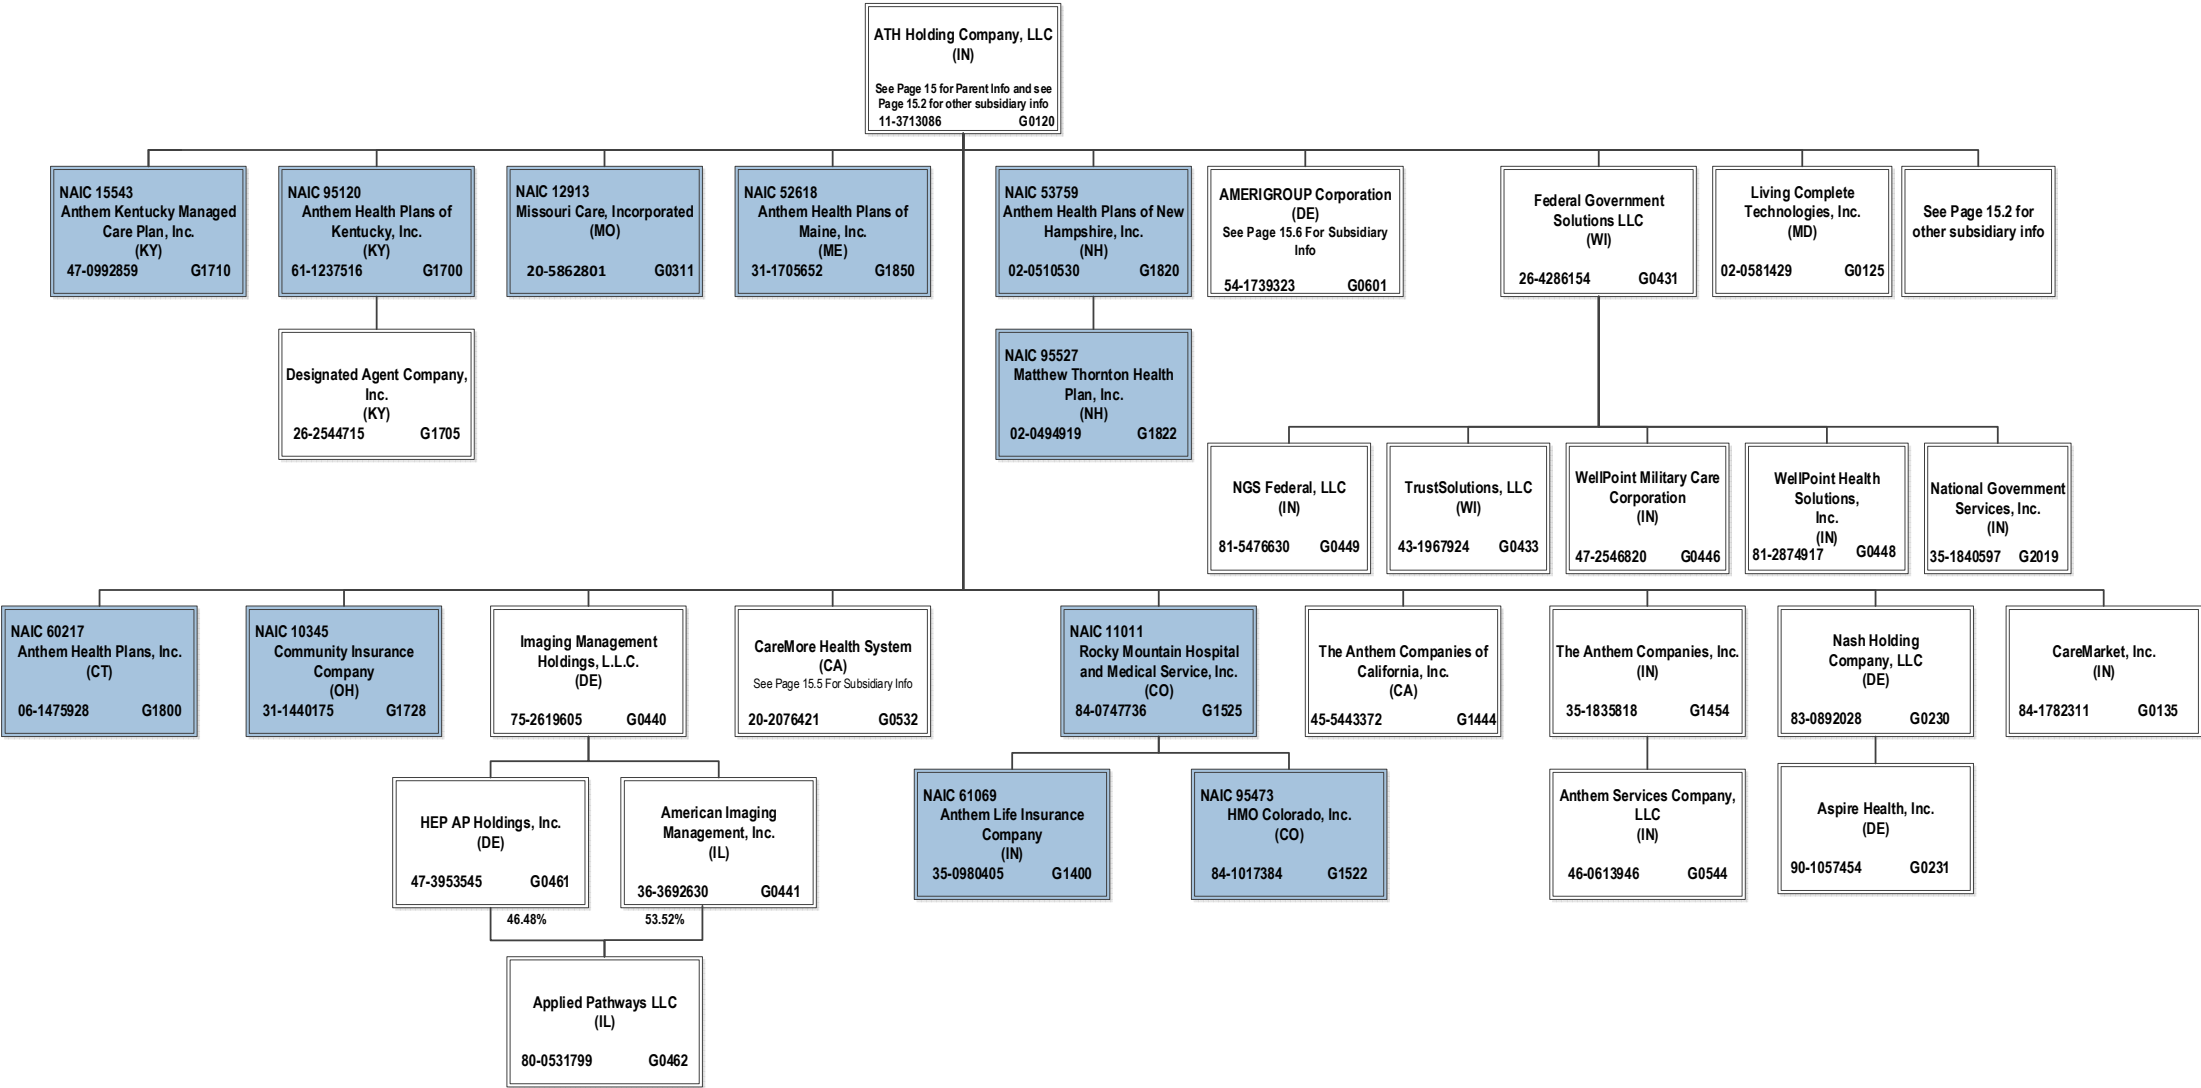 ATH Holding Company, LLC
(IN)
See Page 15 for Parent Info and see
Page 15.2 for other subsidiary info
11-3713086 G0120
NAIC 15543
Anthem Kentucky Managed
Care Plan, Inc.
(KY)
47-0992859 G1710
NAIC 95120
Anthem Health Plans of
Kentucky, Inc.
(KY)
61-1237516 G1700
NAIC 12913
Missouri Care, Incorporated
(MO)
20-5862801 G0311
NAIC 52618
Anthem Health Plans of
Maine, Inc.
(ME)
31-1705652 G1850
NAIC 53759
Anthem Health Plans of New
Hampshire, Inc.
(NH)
02-0510530 G1820
AMERIGROUP Corporation
(DE)
See Page 15.6 For Subsidiary
Info
54-1739323 G0601
Federal Government
Solutions LLC
(WI)
26-4286154 G0431
Living Complete
Technologies, Inc.
(MD)
02-0581429 G0125
See Page 15.2 for
other subsidiary info
Designated Agent Company,
Inc.
(KY)
26-2544715 G1705
NAIC 95527
Matthew Thornton Health
Plan, Inc.
(NH)
02-0494919 G1822
NGS Federal, LLC
(IN)
81-5476630 G0449
TrustSolutions, LLC
(WI)
43-1967924 G0433
WellPoint Military Care
Corporation
(IN)
47-2546820 G0446
WellPoint Health
Solutions,
Inc.
(IN)
81-2874917 G0448
National Government
Services, Inc.
(IN)
35-1840597 G2019
NAIC 60217
Anthem Health Plans, Inc.
(CT)
06-1475928 G1800
NAIC 10345
Community Insurance
Company
(OH)
31-1440175 G1728
Imaging Management
Holdings, L.L.C.
(DE)
75-2619605 G0440
CareMore Health System
(CA)
See Page 15.5 For Subsidiary Info
20-2076421 G0532
NAIC 11011
Rocky Mountain Hospital
and Medical Service, Inc.
(CO)
84-0747736 G1525
The Anthem Companies of
California, Inc.
(CA)
45-5443372 G1444
The Anthem Companies, Inc.
(IN)
35-1835818 G1454
Nash Holding
Company, LLC
(DE)
83-0892028 G0230
CareMarket, Inc.
(IN)
84-1782311 G0135
HEP AP Holdings, Inc.
(DE)
47-3953545 G0461
American Imaging
Management, Inc.
(IL)
36-3692630 G0441
NAIC 61069
Anthem Life Insurance
Company
(IN)
35-0980405 G1400
NAIC 95473
HMO Colorado, Inc.
(CO)
84-1017384 G1522
Anthem Services Company,
LLC
(IN)
46-0613946 G0544
Aspire Health, Inc.
(DE)
90-1057454 G0231
46.48% 53.52%
Applied Pathways LLC
(IL)
80-0531799 G0462